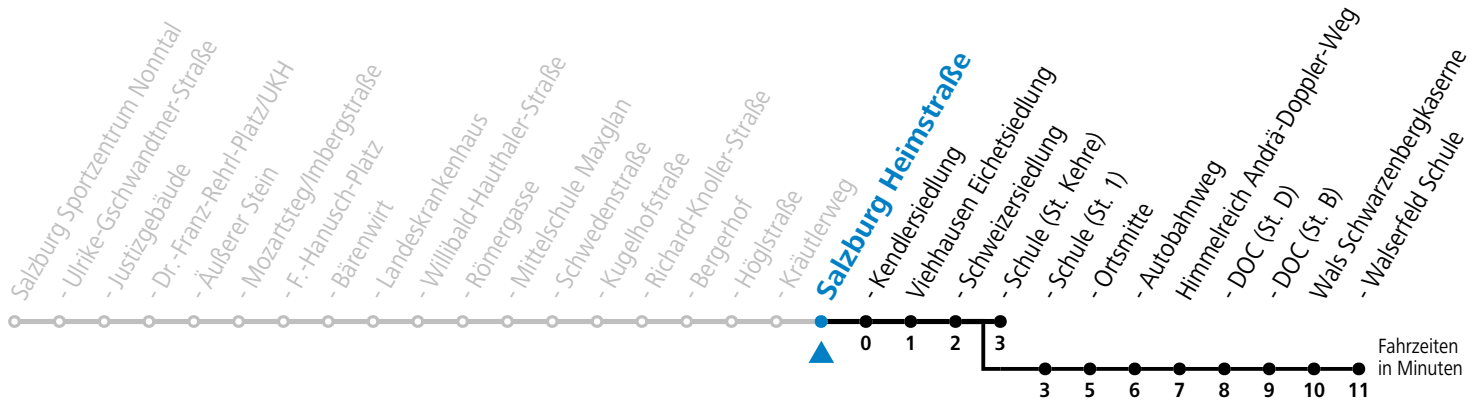 Salzburg Sportzentrum Nonntal
- Ulrike-Gschwandtner-Straße
- Justizgebäude
- Dr.-Franz-Rehrl-Platz/UKH
- Äußerer Stein
- Mozartsteg/Imbergstraße
- F.-Hanusch-Platz
- Bärenwirt
- Landeskrankenhaus
- Willibald-Hauthaler-Straße
- Römergasse
- Mittelschule Maxglan
- Schwedenstraße
- Kugelhofstraße
- Richard-Knoller-Straße
- Bergerhof
- Höglstraße
- Kräutlerweg
Salzburg Heimstraße
- Kendlersiedlung
Viehhausen Eichetsiedlung
- Schweizersiedlung
- Schule (St. Kehre)
- Schule (St. 1)
- Ortsmitte
- Autobahnweg
Himmelreich Andrä-Doppler-Weg
- DOC (St. D)
- DOC (St. B)
Wals Schwarzenbergkaserne
- Walserfeld Schule
0 1 2 3
Fahrzeiten
in Minuten
3 5 6 7 8 9 10 11